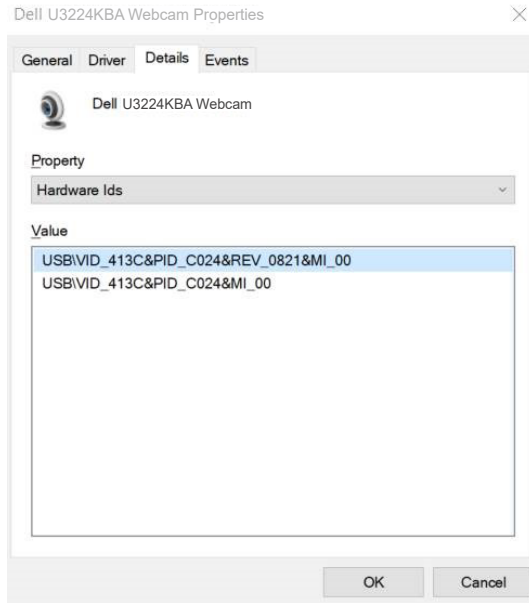 Dell U3224KBA Webcam Properties
General Driver Details Events
Dell U3224KBA Webcam
Property
Hardware Ids
Value
USB\VID_413C&PID_C024&REV_0821&MI_00
USB\VID_413C&PID_C024&MI_00
OK Cancel